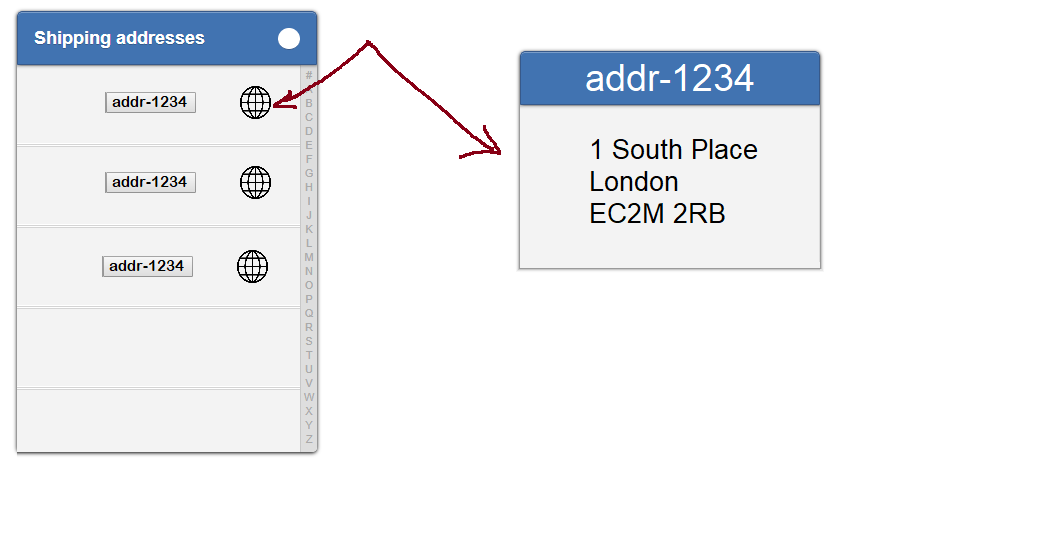 Shipping addresses
addr-1234
addr-1234
addr-1234
#
B
C
D
E
F
G
H
I
J
K
L
M
N
O
P
Q
R
S
T
U
V
W
X
Y
Z
addr-1234
1 South Place
London
EC2M 2RB